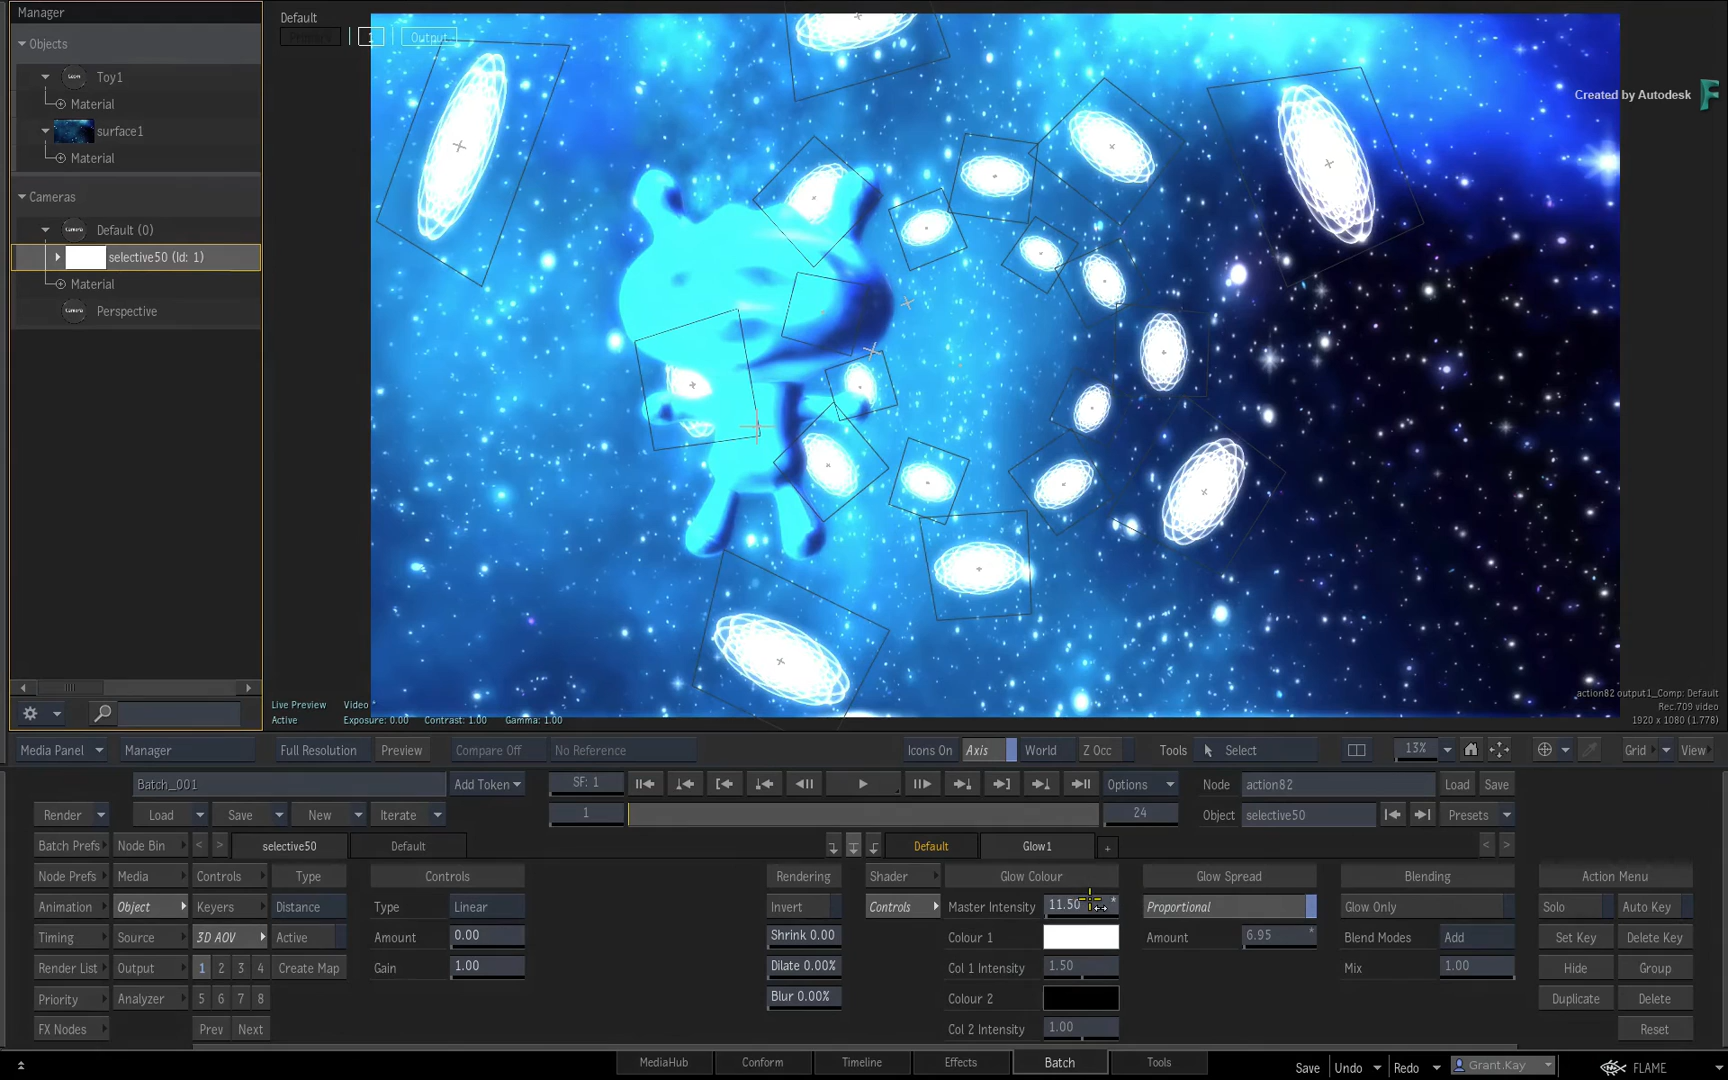 Manager
Default
Objects
1
Output
Toy1
Material
surface1
Material
Created by Autodesk
Cameras
Default (0)
selective50 (Id: 1)
Material
Perspective
Live Preview Video
Active Exposure: 0.00 Contrast: 1.00 Gamma: 1.00
action82 output1_Comp: Default
Rec.709 video
1920 x 1080 (1.778)
Media Panel Manager Full Resolution Preview Compare Off No Reference Icons On Axis World Z Occ Tools Select 13% Grid View
Batch_001 Add Token SF: 1 Options Node action82 Load Save
Render Load Save New Iterate 1 24 Object selective50 Presets
Batch Prefs Node Bin < > selective50 Default Default Glow1 + < >
Node Prefs Media Controls Type Controls Rendering Shader Glow Colour Glow Spread Blending Action Menu
Animation Object Keyers Distance Type Linear Invert Controls Master Intensity 11.50 Proportional Glow Only Solo Auto Key
Timing Source 3D AOV Active Amount 0.00 Shrink 0.00 Colour 1 Amount 6.95 Blend Modes Add Set Key Delete Key
Render List Output 1 2 3 4 Create Map Gain 1.00 Dilate 0.00% Col 1 Intensity 1.50 Mix 1.00 Hide Group
Priority Analyzer 5 6 7 8 Blur 0.00% Colour 2 Duplicate Delete
FX Nodes Prev Next Col 2 Intensity 1.00 Reset
MediaHub Conform Timeline Effects Batch Tools Save Undo Redo Grant.Kay FLAME